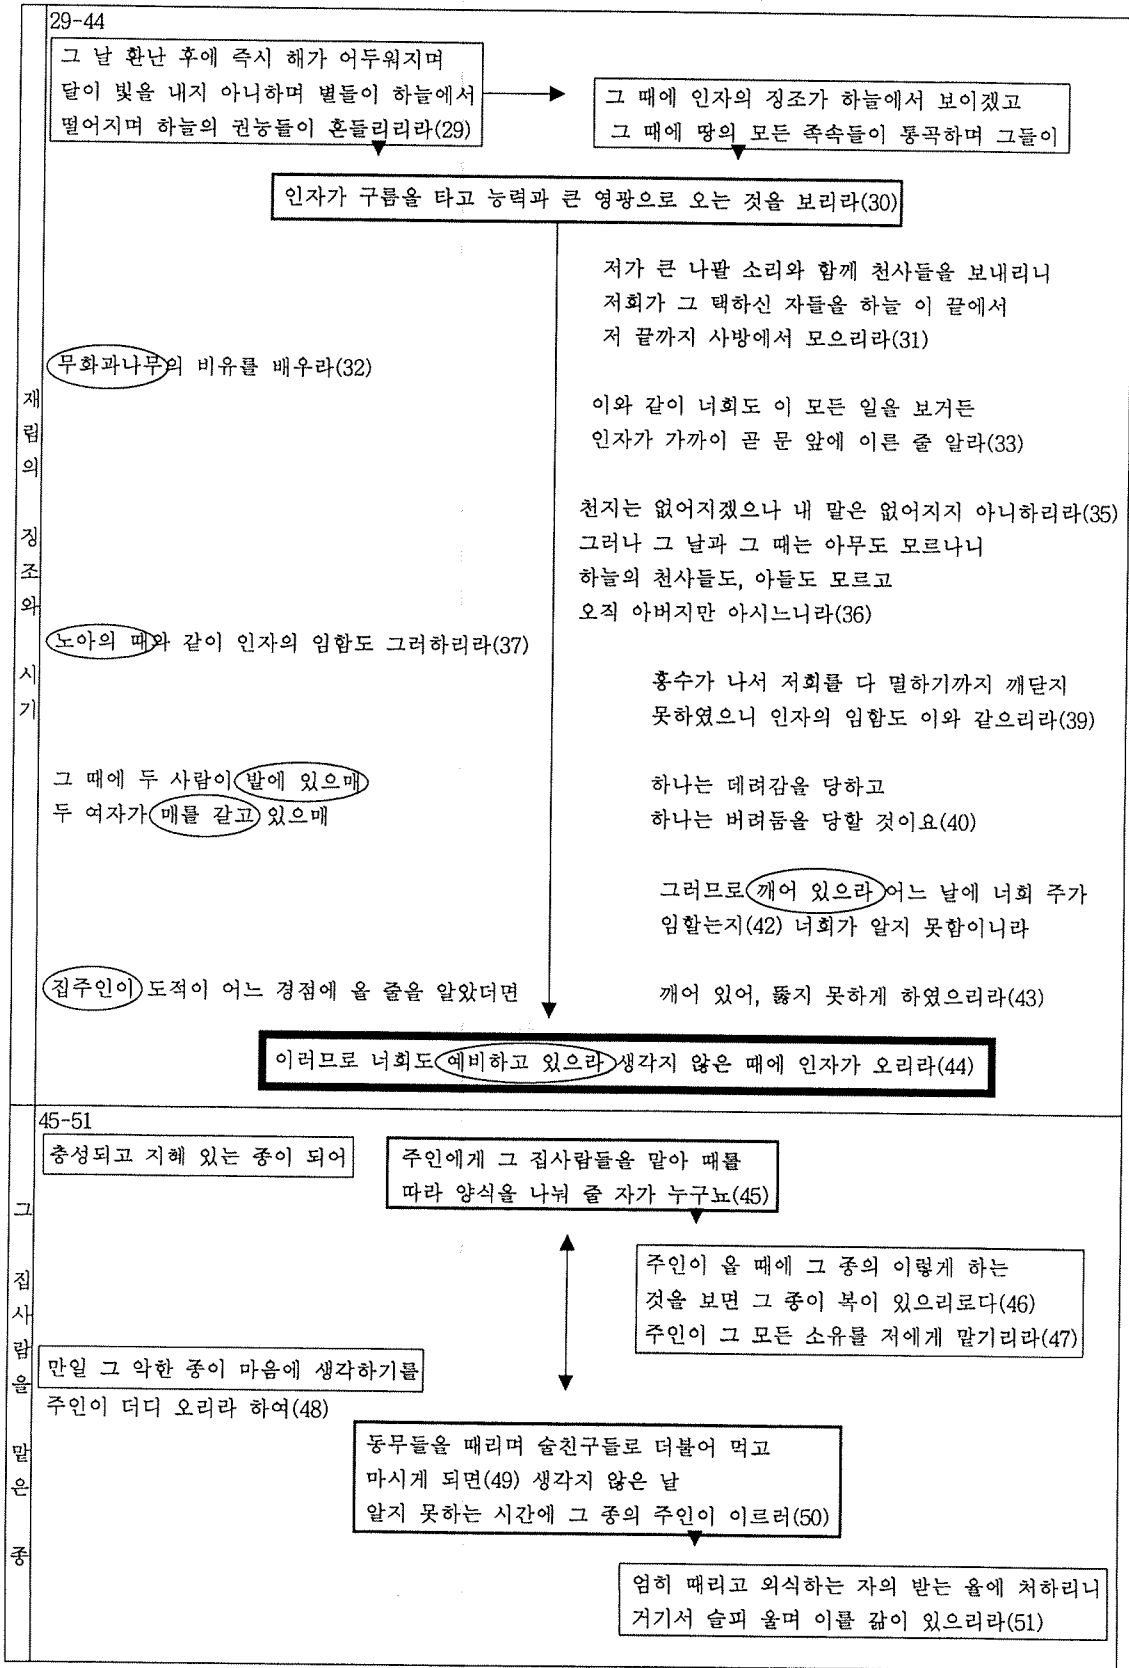 29-44
그 날 환난 후에 즉시 해가 어두워지며
달이 빛을 내지 아니하며 별들이 하늘에서
떨어지며 하늘의 권능들이 흔들리리라(29)
그 때에 인자의 징조가 하늘에서 보이겠고
그 때에 땅의 모든 족속들이 통곡하며 그들이
인자가 구름을 타고 능력과 큰 영광으로 오는 것을 보리라(30)
저가 큰 나팔 소리와 함께 천사들을 보내리니
저희가 그 택하신 자들을 하늘 이 끝에서
저 끝까지 사방에서 모으리라(31)
무화과나무의 비유를 배우라(32)
이와 같이 너희도 이 모든 일을 보거든
인자가 가까이 곧 문 앞에 이른 줄 알라(33)
재림의 징조와 시기
천지는 없어지겠으나 내 말은 없어지지 아니하리라(35)
그러나 그 날과 그 때는 아무도 모르나니
하늘의 천사들도, 아들도 모르고
오직 아버지만 아시느니라(36)
노아의 때와 같이 인자의 임함도 그러하리라(37)
홍수가 나서 저희를 다 멸하기까지 깨닫지
못하였으니 인자의 임함도 이와 같으리라(39)
그 때에 두 사람이 밭에 있으매
두 여자가 매를 갈고 있으매
하나는 데려감을 당하고
하나는 버려둠을 당할 것이요(40)
그러므로 깨어 있으라 어느 날에 너희 주가
임할는지(42) 너희가 알지 못함이니라
집주인이 도적이 어느 경점에 올 줄을 알았더면
깨어 있어, 뚫지 못하게 하였으리라(43)
이러므로 너희도 예비하고 있으라 생각지 않은 때에 인자가 오리라(44)
45-51
충성되고 지혜 있는 종이 되어
주인에게 그 집사람들을 맡아 때를
따라 양식을 나눠 줄 자가 누구뇨(45)
주인이 올 때에 그 종의 이렇게 하는
것을 보면 그 종이 복이 있으리로다(46)
주인이 그 모든 소유를 저에게 맡기리라(47)
그 집사람을 맡은 종
만일 그 악한 종이 마음에 생각하기를
주인이 더디 오리라 하여(48)
동무들을 때리며 술친구들로 더불어 먹고
마시게 되면(49) 생각지 않은 날
알지 못하는 시간에 그 종의 주인이 이르러(50)
엄히 때리고 외식하는 자의 받는 율에 처하리니
거기서 슬피 울며 이를 갊이 있으리라(51)